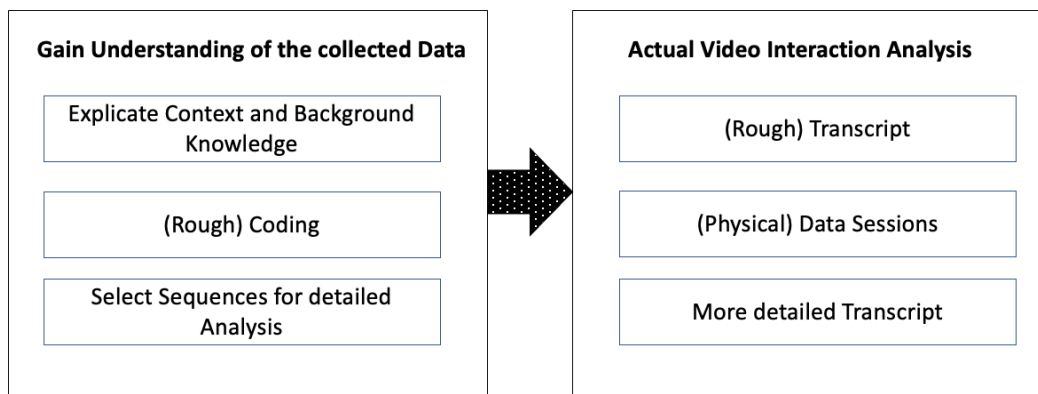 Gain Understanding of the collected Data
Explicate Context and Background
Knowledge
(Rough) Coding
Select Sequences for detailed
Analysis
Actual Video Interaction Analysis
(Rough) Transcript
(Physical) Data Sessions
More detailed Transcript